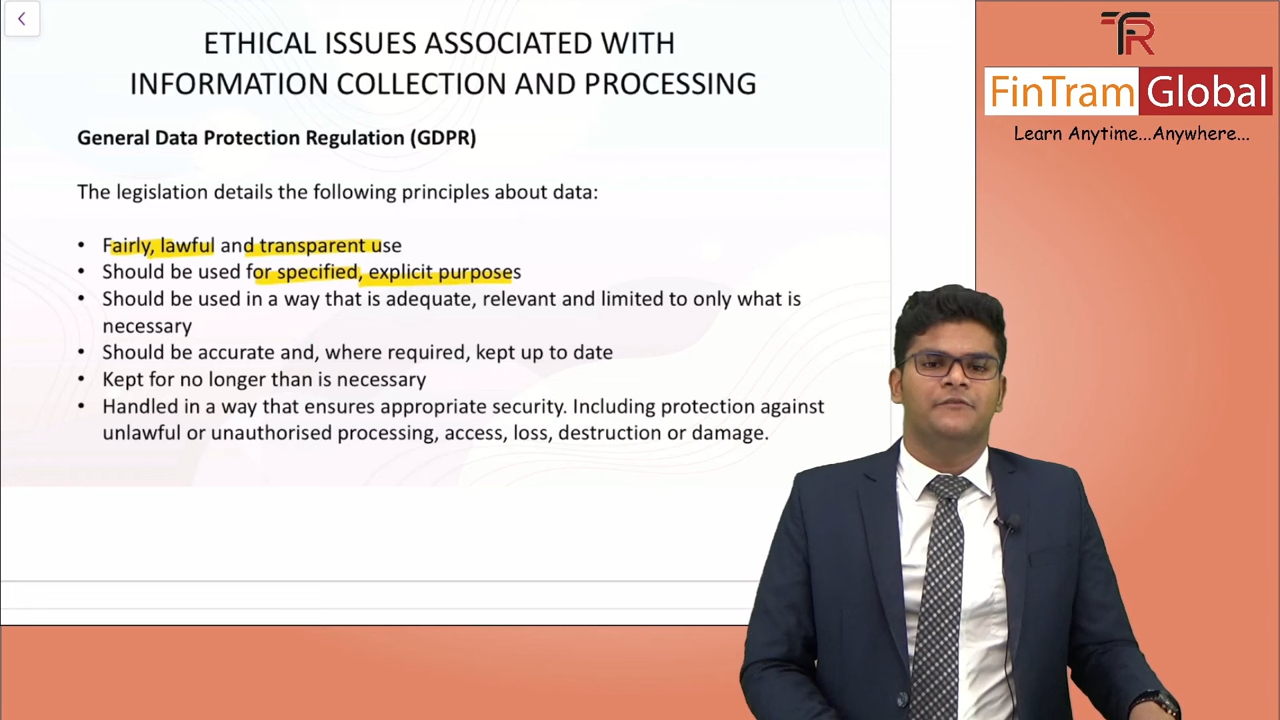 ETHICAL ISSUES ASSOCIATED WITH
INFORMATION COLLECTION AND PROCESSING
General Data Protection Regulation (GDPR)
The legislation details the following principles about data:
• Fairly, lawful and transparent use
• Should be used for specified, explicit purposes
• Should be used in a way that is adequate, relevant and limited to only what is
necessary
• Should be accurate and, where required, kept up to date
• Kept for no longer than is necessary
• Handled in a way that ensures appropriate security. Including protection against
unlawful or unauthorised processing, access, loss, destruction or damage.
FR
FinTram Global
Learn Anytime...Anywhere...